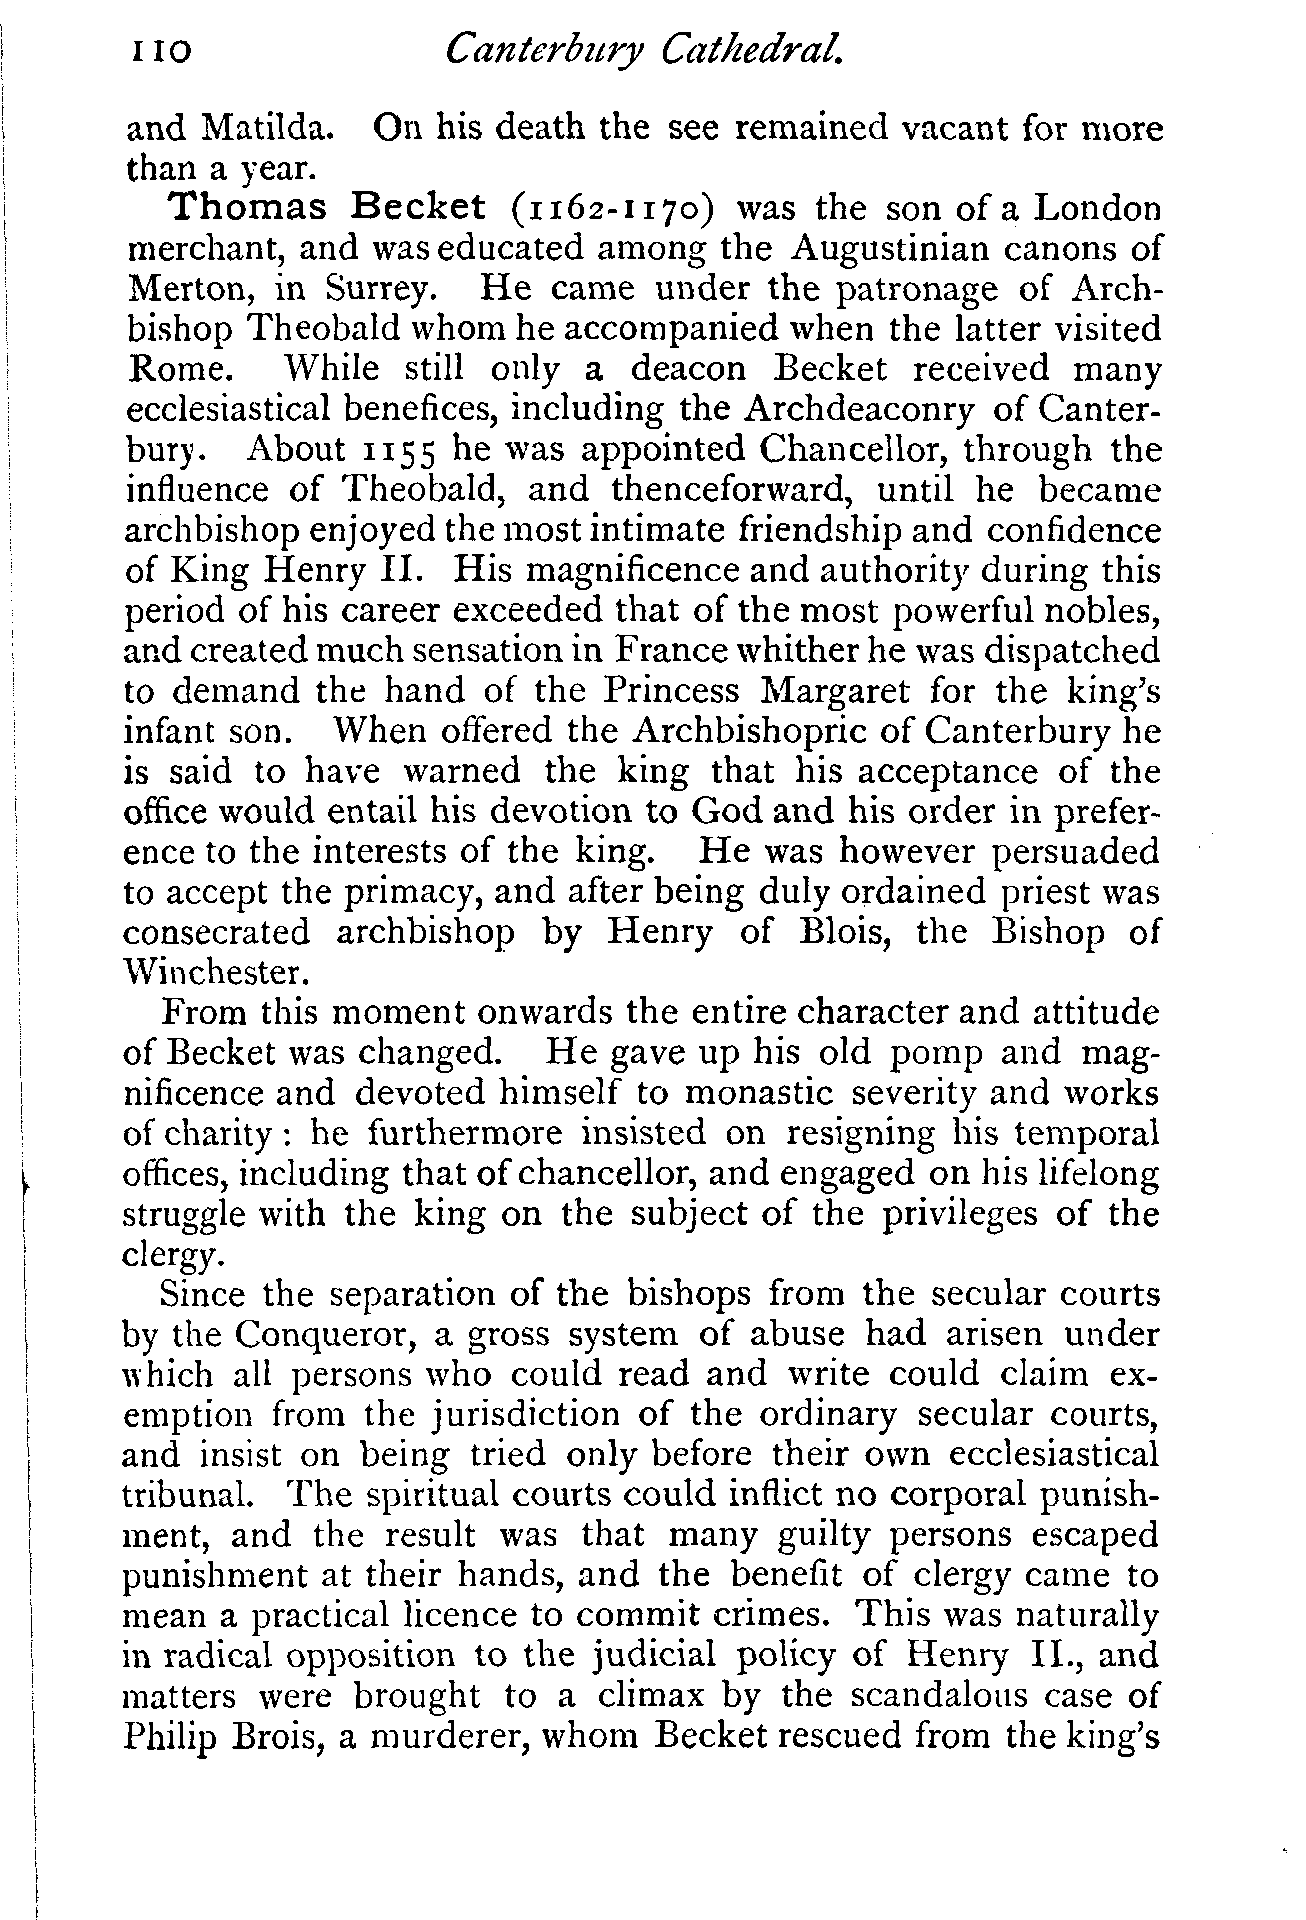 110 Canterbury Cathedral.
and Matilda. On his death the see remained vacant for more
than a year.
Thomas Becket (1162-1170) was the son of a London
merchant, and was educated among the Augustinian canons of
Merton, in Surrey. He came under the patronage of Arch-
bishop Theobald whom he accompanied when the latter visited
Rome. While still only a deacon Becket received many
ecclesiastical benefices, including the Archdeaconry of Canter-
bury. About 1155 he was appointed Chancellor, through the
influence of Theobald, and thenceforward, until he became
archbishop enjoyed the most intimate friendship and confidence
of King Henry II. His magnificence and authority during this
period of his career exceeded that of the most powerful nobles,
and created much sensation in France whither he was dispatched
to demand the hand of the Princess Margaret for the king's
infant son. When offered the Archbishopric of Canterbury he
is said to have warned the king that his acceptance of the
office would entail his devotion to God and his order in prefer-
ence to the interests of the king. He was however persuaded
to accept the primacy, and after being duly ordained priest was
consecrated archbishop by Henry of Blois, the Bishop of
Winchester.
From this moment onwards the entire character and attitude
of Becket was changed. He gave up his old pomp and mag-
nificence and devoted himself to monastic severity and works
of charity : he furthermore insisted on resigning his temporal
offices, including that of chancellor, and engaged on his lifelong
struggle with the king on the subject of the privileges of the
clergy.
Since the separation of the bishops from the secular courts
by the Conqueror, a gross system of abuse had arisen under
which all persons who could read and write could claim ex-
emption from the jurisdiction of the ordinary secular courts,
and insist on being tried only before their own ecclesiastical
tribunal. The spiritual courts could inflict no corporal punish-
ment, and the result was that many guilty persons escaped
punishment at their hands, and the benefit of clergy came to
mean a practical licence to commit crimes. This was naturally
in radical opposition to the judicial policy of Henry II., and
matters were brought to a climax by the scandalous case of
Philip Brois, a murderer, whom Becket rescued from the king's